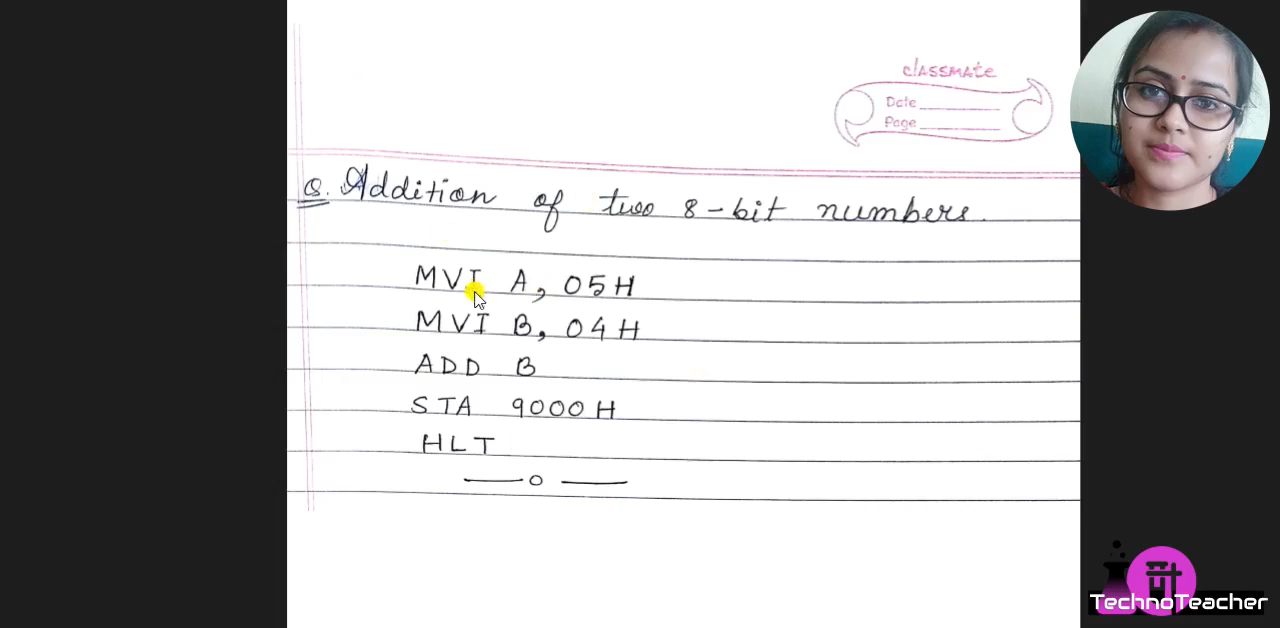 classmate
Date
Page
Q. Addition of two 8-bit numbers.
MVI A, 05H
MVI B, 04H
ADD B
STA 9000H
HLT
—o—
TechnoTeacher